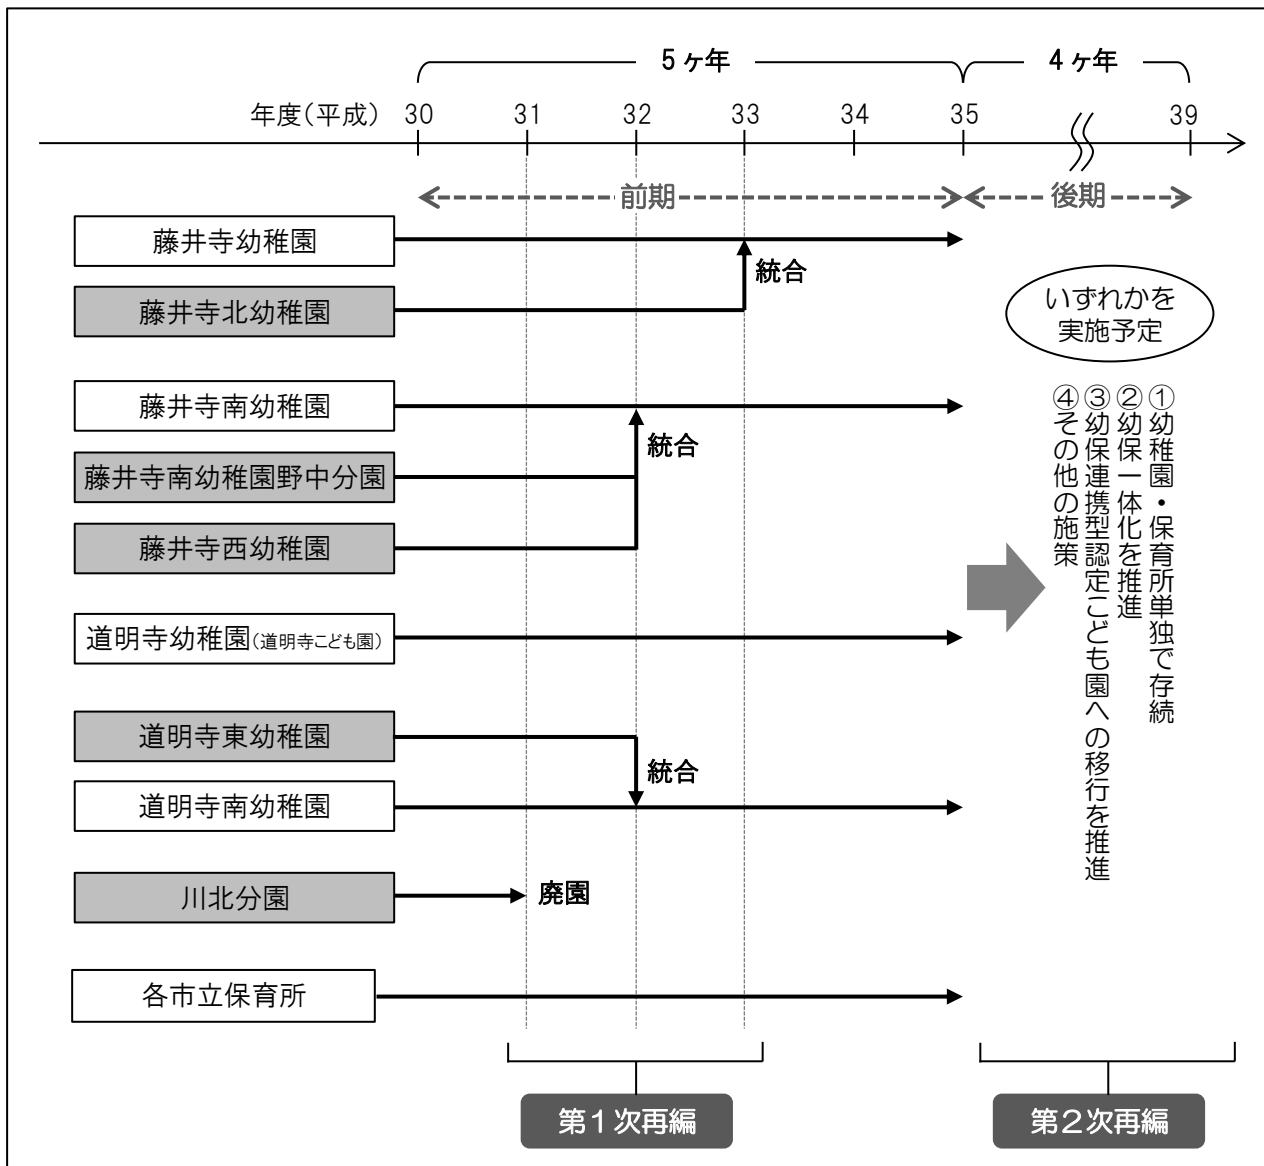 5ヶ年
4ヶ年
年度(平成)
30
31
32
33
34
35
39
前期
後期
藤井寺幼稚園
統合
藤井寺北幼稚園
いずれかを
実施予定
藤井寺南幼稚園
統合
藤井寺南幼稚園野中分園
藤井寺西幼稚園
①幼稚園・保育所単独で存続
②幼保一体化を推進
③幼保連携型認定こども園への移行を推進
④その他の施策
道明寺幼稚園(道明寺こども園)
道明寺東幼稚園
統合
道明寺南幼稚園
川北分園
廃園
各市立保育所
第1次再編
第2次再編